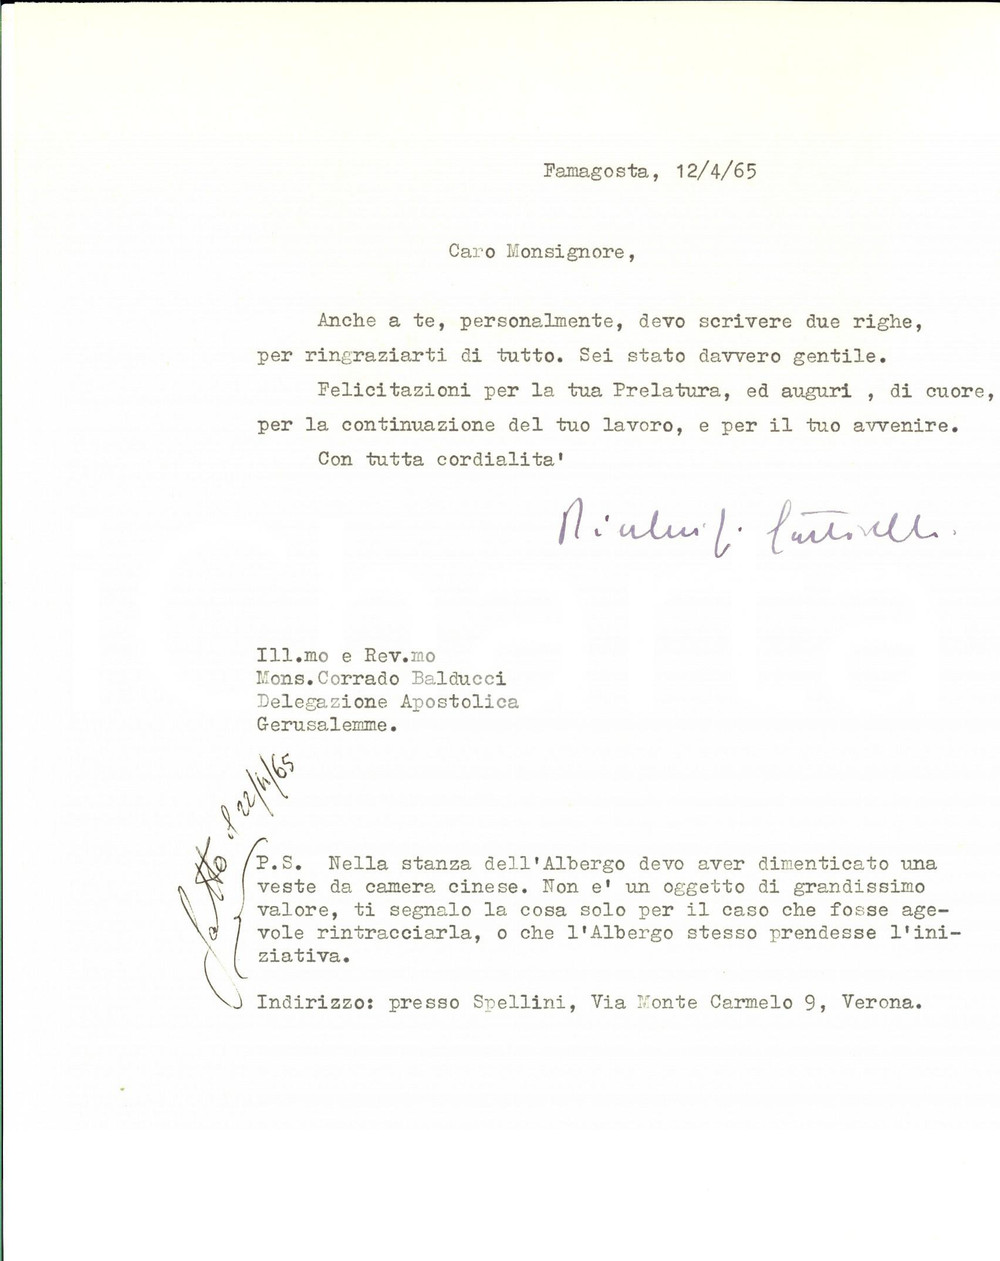 Famagosta, 12/4/65
Caro Monsignore,
Anche a te, personalmente, devo scrivere due righe,
per ringraziarti di tutto. Sei stato davvero gentile.
Felicitazioni per la tua Prelatura, ed auguri , di cuore,
per la continuazione del tuo lavoro, e per il tuo avvenire.
Con tutta cordialita'
Ill.mo e Rev.mo
Mons.Corrado Balducci
Delegazione Apostolica
Gerusalemme.
fatto il 22/4/65
P.S. Nella stanza dell'Albergo devo aver dimenticato una
veste da camera cinese. Non e' un oggetto di grandissimo
valore, ti segnalo la cosa solo per il caso che fosse age-
vole rintracciarla, o che l'Albergo stesso prendesse l'ini-
ziativa.
Indirizzo: presso Spellini, Via Monte Carmelo 9, Verona.